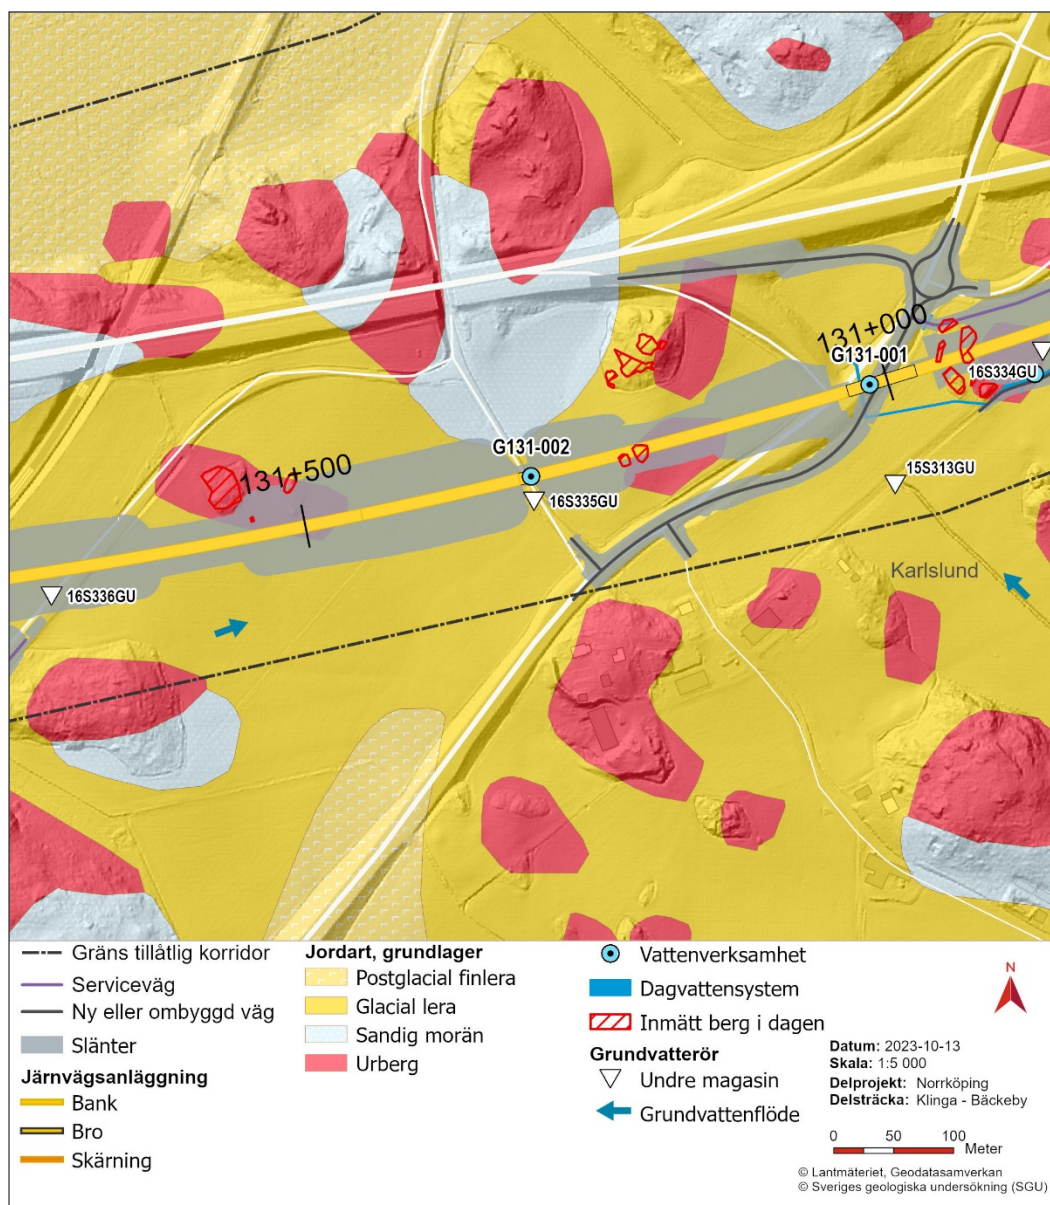 131+000
G131-001
16S334GU
G131-002
131+500
15S313GU
16S335GU
Karlslund
16S336GU
Gräns tillåtlig korridor
Serviceväg
Ny eller ombyggd väg
Slänter
Järnvägsanläggning
Bank
Bro
Skärning
Jordart, grundlager
Postglacial finlera
Glacial lera
Sandig morän
Urberg
Vattenverksamhet
Dagvattensystem
Inmätt berg i dagen
Grundvatterör
Undre magasin
Grundvattenflöde
N
Datum: 2023-10-13
Skala: 1:5 000
Delprojekt: Norrköping
Delsträcka: Klinga - Bäckeby
0 50 100
Meter
© Lantmäteriet, Geodatasamverkan
© Sveriges geologiska undersökning (SGU)